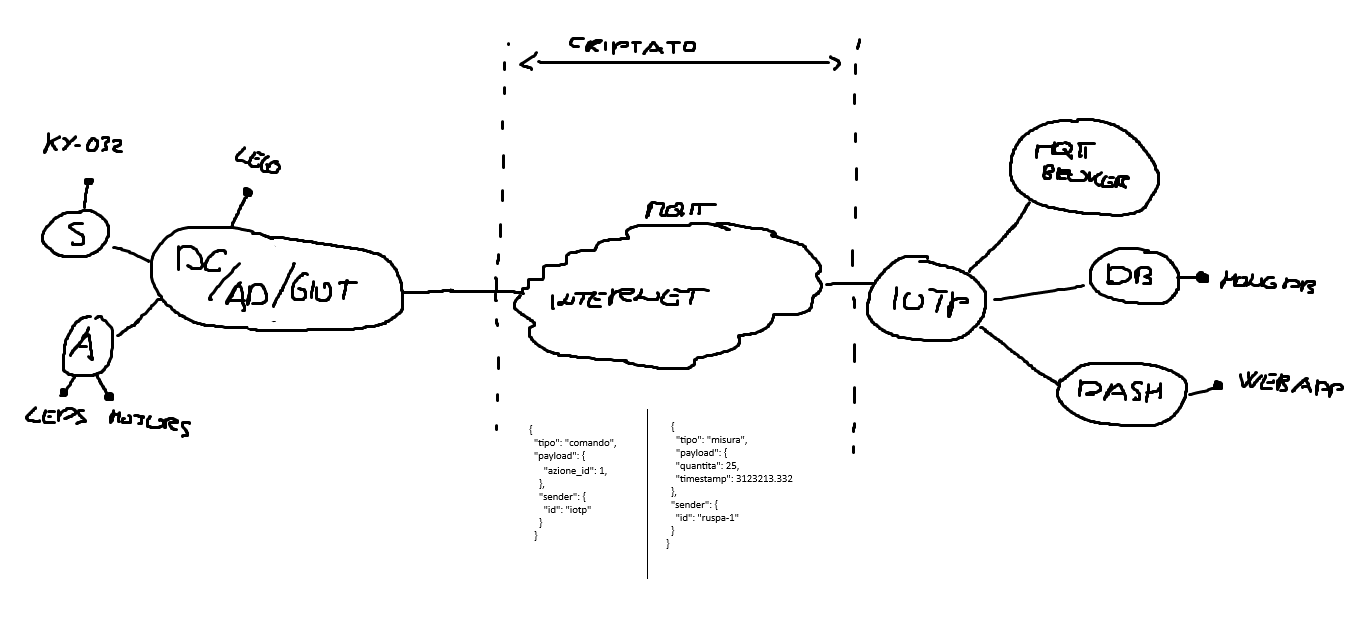 CRIPTATO
KY-032
LEGO
S
DC/AD/GIOT
A
LEDS MOTORS
MQTT
INTERNET
IOTP
MQTT
BROKER
DB
MONGODB
DASH
WEBAPP
{
"tipo": "comando",
"payload": {
"azione_id": 1,
},
"sender": {
"id": "iotp"
}
}
{
"tipo": "misura",
"payload": {
"quantita": 25,
"timestamp": 3123213.332
},
"sender": {
"id": "ruspa-1"
}
}